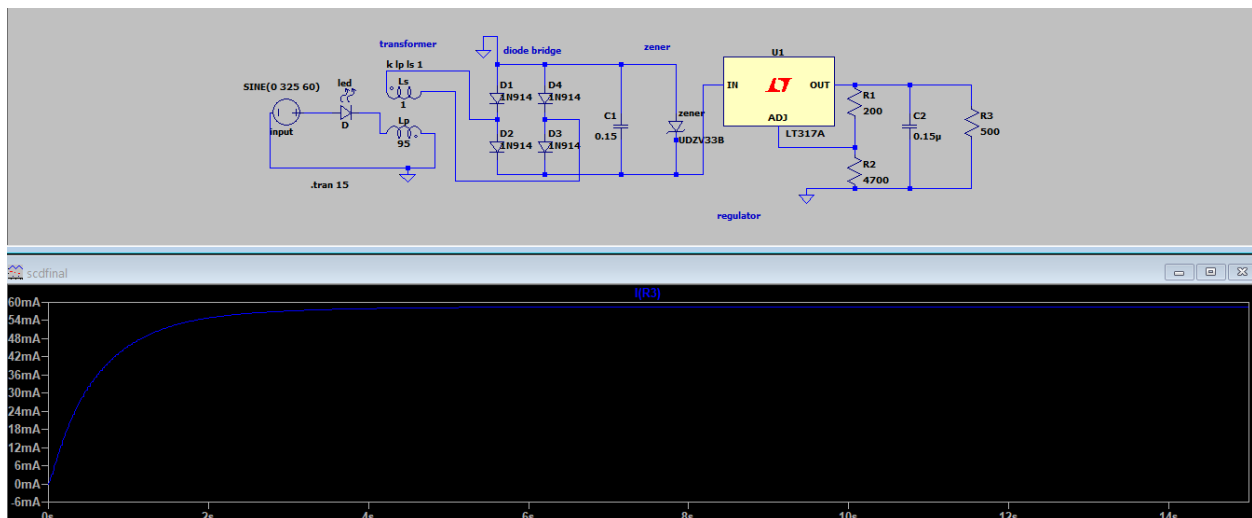 transformer
diode bridge
zener
U1
k lp ls 1
led
Ls
SINE(0 325 60)
D1
D4
IN
OUT
R1
1
1N914
1N914
200
input
D
Lp
C1
zener
ADJ
C2
R3
95
D2
D3
0.15
UDZV33B
LT317A
0.15µ
500
1N914
1N914
R2
4700
.tran 15
regulator
scdfinal
I(R3)
60mA
54mA
48mA
42mA
36mA
30mA
24mA
18mA
12mA
6mA
0mA
-6mA
0s
2s
4s
6s
8s
10s
12s
14s